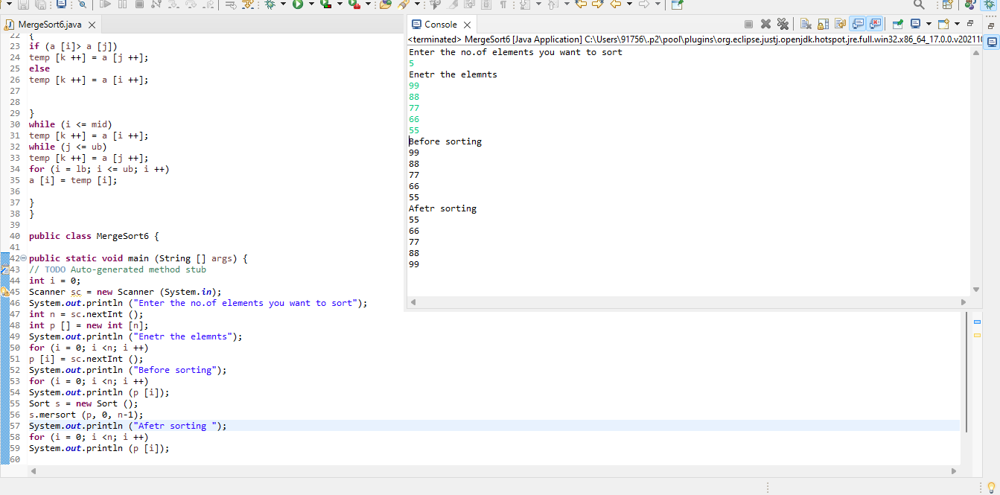 MergeSort6.java
22 {
23 if (a [i]> a [j])
24 temp [k ++] = a [j ++];
25 else
26 temp [k ++] = a [i ++];
27
28
29 }
30 while (i <= mid)
31 temp [k ++] = a [i ++];
32 while (j <= ub)
33 temp [k ++] = a [j ++];
34 for (i = lb; i <= ub; i ++)
35 a [i] = temp [i];
36
37 }
38 }
39
40 public class MergeSort6 {
41
42 public static void main (String [] args) {
43 // TODO Auto-generated method stub
44 int i = 0;
45 Scanner sc = new Scanner (System.in);
46 System.out.println ("Enter the no.of elements you want to sort");
47 int n = sc.nextInt ();
48 int p [] = new int [n];
49 System.out.println ("Enetr the elemnts");
50 for (i = 0; i <n; i ++)
51 p [i] = sc.nextInt ();
52 System.out.println ("Before sorting");
53 for (i = 0; i <n; i ++)
54 System.out.println (p [i]);
55 Sort s = new Sort ();
56 s.mersort (p, 0, n-1);
57 System.out.println ("Afetr sorting ");
58 for (i = 0; i <n; i ++)
59 System.out.println (p [i]);
60
Console
<terminated> MergeSort6 [Java Application] C:\Users\91756\.p2\pool\plugins\org.eclipse.justj.openjdk.hotspot.jre.full.win32.x86_64_17.0.0.v20211
Enter the no.of elements you want to sort
5
Enetr the elemnts
99
88
77
66
55
Before sorting
99
88
77
66
55
Afetr sorting
55
66
77
88
99